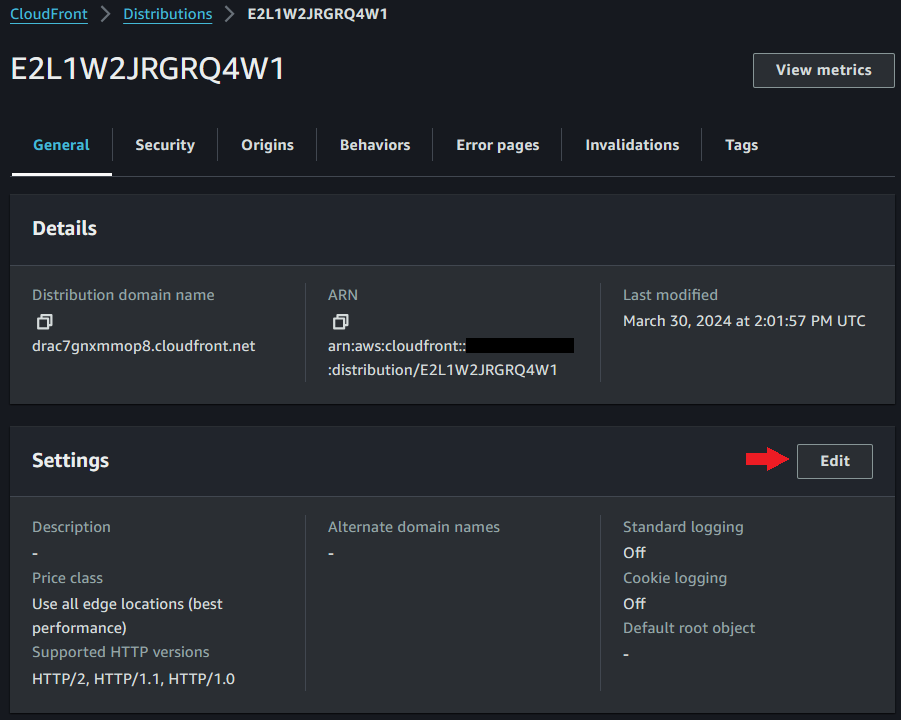 CloudFront > Distributions > E2L1W2JRGRQ4W1
E2L1W2JRGRQ4W1
View metrics
General Security Origins Behaviors Error pages Invalidations Tags
Details
Distribution domain name
drac7gnxmmop8.cloudfront.net
ARN
arn:aws:cloudfront::
:distribution/E2L1W2JRGRQ4W1
Last modified
March 30, 2024 at 2:01:57 PM UTC
Settings
Edit
Description
-
Price class
Use all edge locations (best
performance)
Supported HTTP versions
HTTP/2, HTTP/1.1, HTTP/1.0
Alternate domain names
-
Standard logging
Off
Cookie logging
Off
Default root object
-